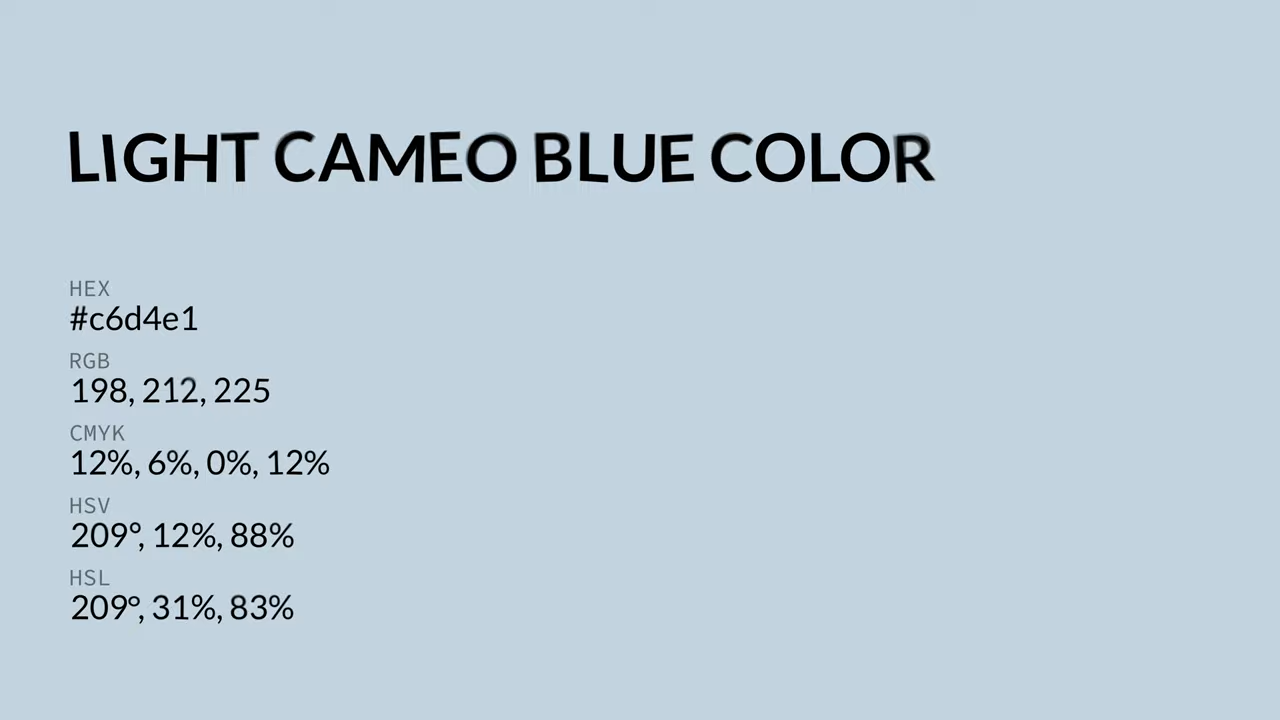 LIGHT CAMEO BLUE COLOR
HEX
#c6d4e1
RGB
198, 212, 225
CMYK
12%, 6%, 0%, 12%
HSV
209°, 12%, 88%
HSL
209°, 31%, 83%